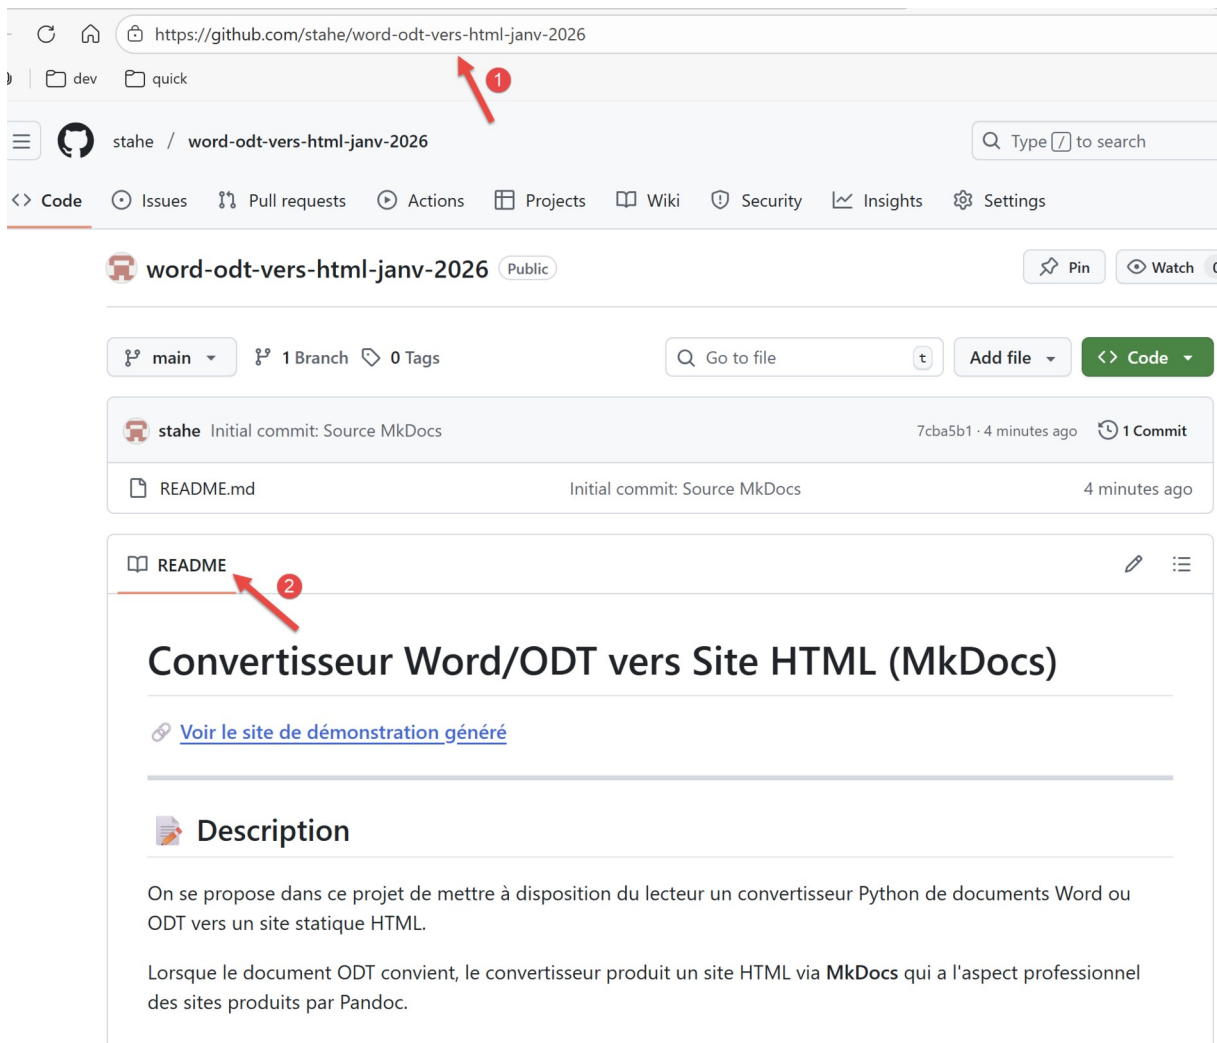 https://github.com/stahe/word-odt-vers-html-janv-2026
1
dev quick
stahe / word-odt-vers-html-janv-2026
Type / to search
Code Issues Pull requests Actions Projects Wiki Security Insights Settings
word-odt-vers-html-janv-2026 Public
Pin Watch
main 1 Branch 0 Tags
Go to file t Add file Code
stahe Initial commit: Source MkDocs 7cba5b1 · 4 minutes ago 1 Commit
README.md Initial commit: Source MkDocs 4 minutes ago
README
2
Convertisseur Word/ODT vers Site HTML (MkDocs)
Voir le site de démonstration généré
Description
On se propose dans ce projet de mettre à disposition du lecteur un convertisseur Python de documents Word ou
ODT vers un site statique HTML.
Lorsque le document ODT convient, le convertisseur produit un site HTML via MkDocs qui a l'aspect professionnel
des sites produits par Pandoc.